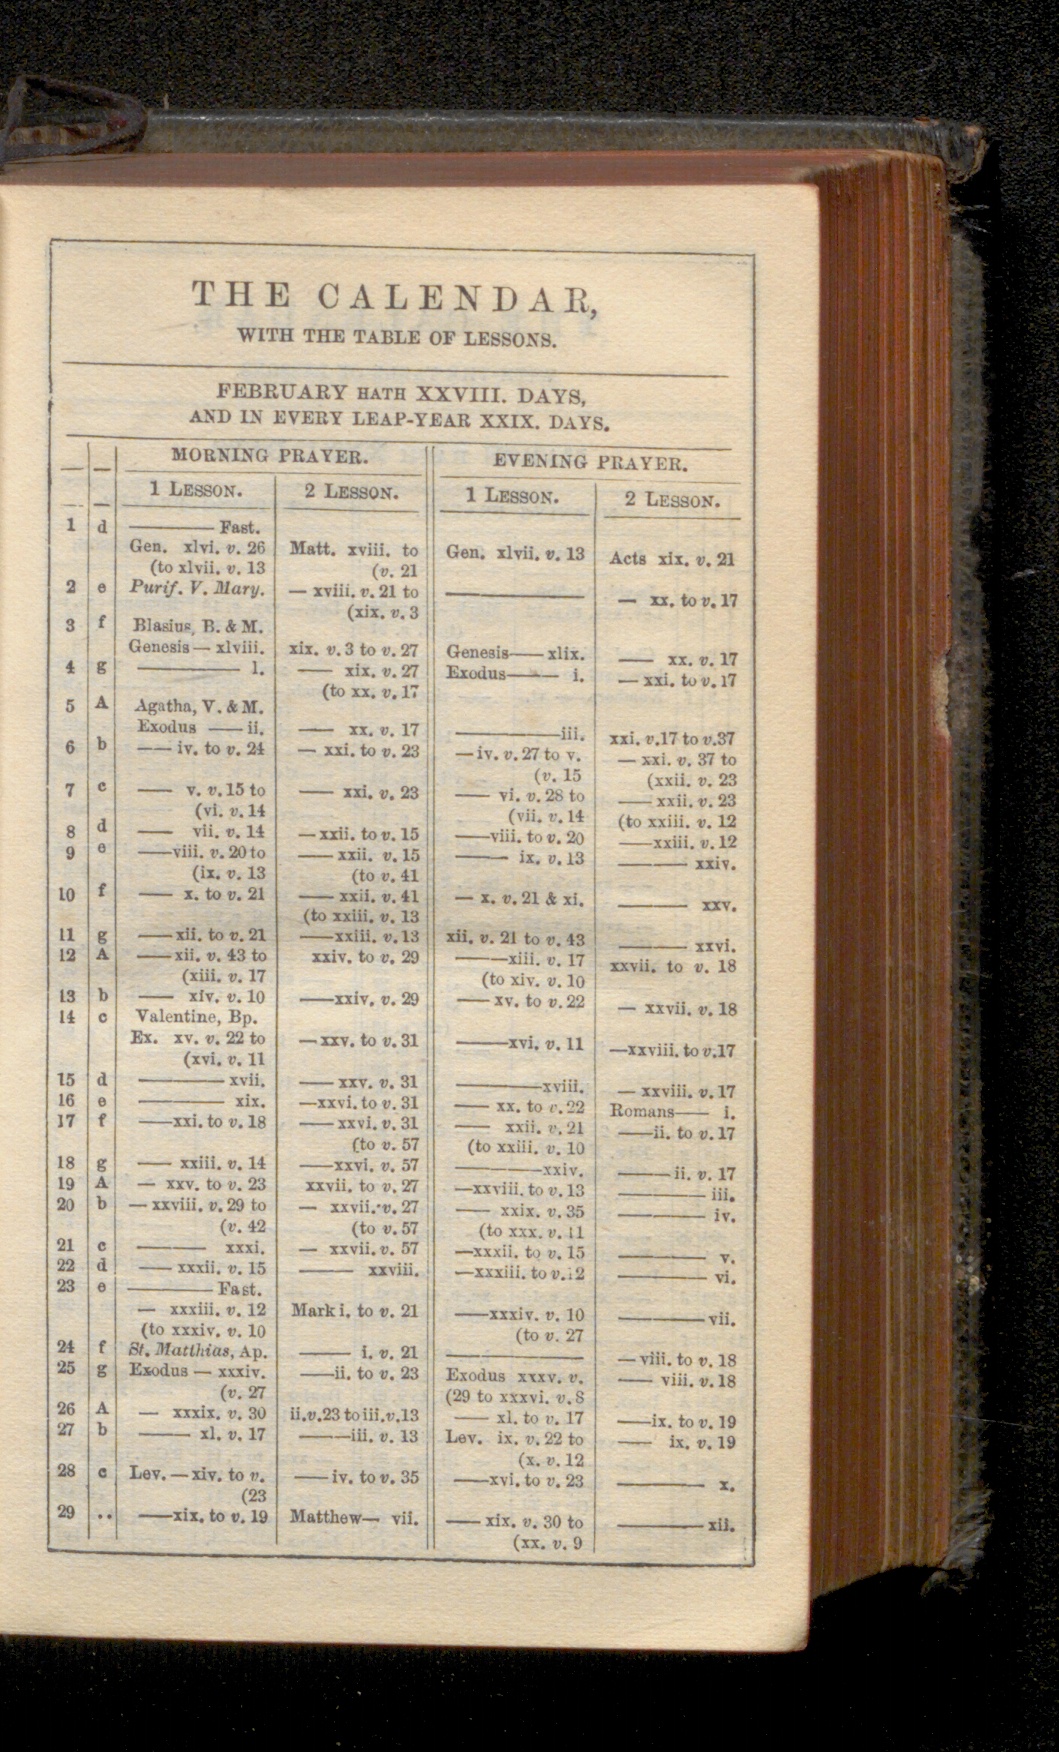 THE CALENDAR,
WITH THE TABLE OF LESSONS.
FEBRUARY HATH XXVIII. DAYS,
AND IN EVERY LEAP-YEAR XXIX. DAYS.
MORNING PRAYER. EVENING PRAYER.
1 LESSON. 2 LESSON. 1 LESSON. 2 LESSON.
1 d ——— Fast.
Gen. xlvi. v. 26 Matt. xviii. to Gen. xlvii. v. 13 Acts xix. v. 21
(to xlvii. v. 13 (v. 21
2 e Purif. V. Mary. — xviii. v. 21 to ——— — xx. to v. 17
(xix. v. 3
3 f Blasius, B. & M.
Genesis — xlviii. xix. v. 3 to v. 27 Genesis — xlix. — xx. v. 17
4 g ——— l. — xix. v. 27 Exodus — i. — xxi. to v. 17
(to xx. v. 17
5 A Agatha, V. & M.
Exodus — ii. — xx. v. 17 ——— iii. xxi. v. 17 to v. 37
6 b — iv. to v. 24 — xxi. to v. 23 — iv. v. 27 to v. — xxi. v. 37 to
(v. 15 (xxii. v. 23
7 c — v. v. 15 to — xxi. v. 23 — vi. v. 28 to — xxii. v. 23
(vi. v. 14 (vii. v. 14 (to xxiii. v. 12
8 d — vii. v. 14 — xxii. to v. 15 — viii. to v. 20 — xxiii. v. 12
9 e — viii. v. 20 to — xxii. v. 15 — ix. v. 13 ——— xxiv.
(ix. v. 13 (to v. 41
10 f — x. to v. 21 — xxii. v. 41 — x. v. 21 & xi. ——— xxv.
(to xxiii. v. 13
11 g — xii. to v. 21 — xxiii. v. 13 xii. v. 21 to v. 43 ——— xxvi.
12 A — xii. v. 43 to xxiv. to v. 29 — xiii. v. 17 xxvii. to v. 18
(xiii. v. 17 (to xiv. v. 10
13 b — xiv. v. 10 — xxiv. v. 29 — xv. to v. 22 — xxvii. v. 18
14 c Valentine, Bp.
Ex. xv. v. 22 to — xxv. to v. 31 — xvi. v. 11 — xxviii. to v. 17
(xvi. v. 11
15 d ——— xvii. — xxv. v. 31 ——— xviii. — xxviii. v. 17
16 e ——— xix. — xxvi. to v. 31 — xx. to v. 22 Romans — i.
17 f — xxi. to v. 18 — xxvi. v. 31 — xxii. v. 21 — ii. to v. 17
(to v. 57 (to xxiii. v. 10
18 g — xxiii. v. 14 — xxvi. v. 57 ——— xxiv. — ii. v. 17
19 A — xxv. to v. 23 xxvii. to v. 27 — xxviii. to v. 13 ——— iii.
20 b — xxviii. v. 29 to — xxvii. v. 27 — xxix. v. 35 ——— iv.
(v. 42 (to v. 57 (to xxx. v. 11
21 c ——— xxxi. — xxvii. v. 57 — xxxii. to v. 15 ——— v.
22 d — xxxii. v. 15 — xxviii. — xxxiii. to v. 12 ——— vi.
23 e ——— Fast.
— xxxiii. v. 12 Mark i. to v. 21 — xxxiv. v. 10 ——— vii.
(to xxxiv. v. 10 (to v. 27
24 f St. Matthias, Ap. — i. v. 21 ——— — viii. to v. 18
25 g Exodus — xxxiv. — ii. to v. 23 Exodus xxxv. v. — viii. v. 18
(v. 27 (29 to xxxvi. v. 8
26 A — xxxix. v. 30 ii. v. 23 to iii. v. 13 — xl. to v. 17 — ix. to v. 19
27 b — xl. v. 17 — iii. v. 13 Lev. ix. v. 22 to — ix. v. 19
(x. v. 12
28 c Lev. — xiv. to v. — iv. to v. 35 — xvi. to v. 23 ——— x.
(23
29 .. — xix. to v. 19 Matthew — vii. — xix. v. 30 to ——— xii.
(xx. v. 9